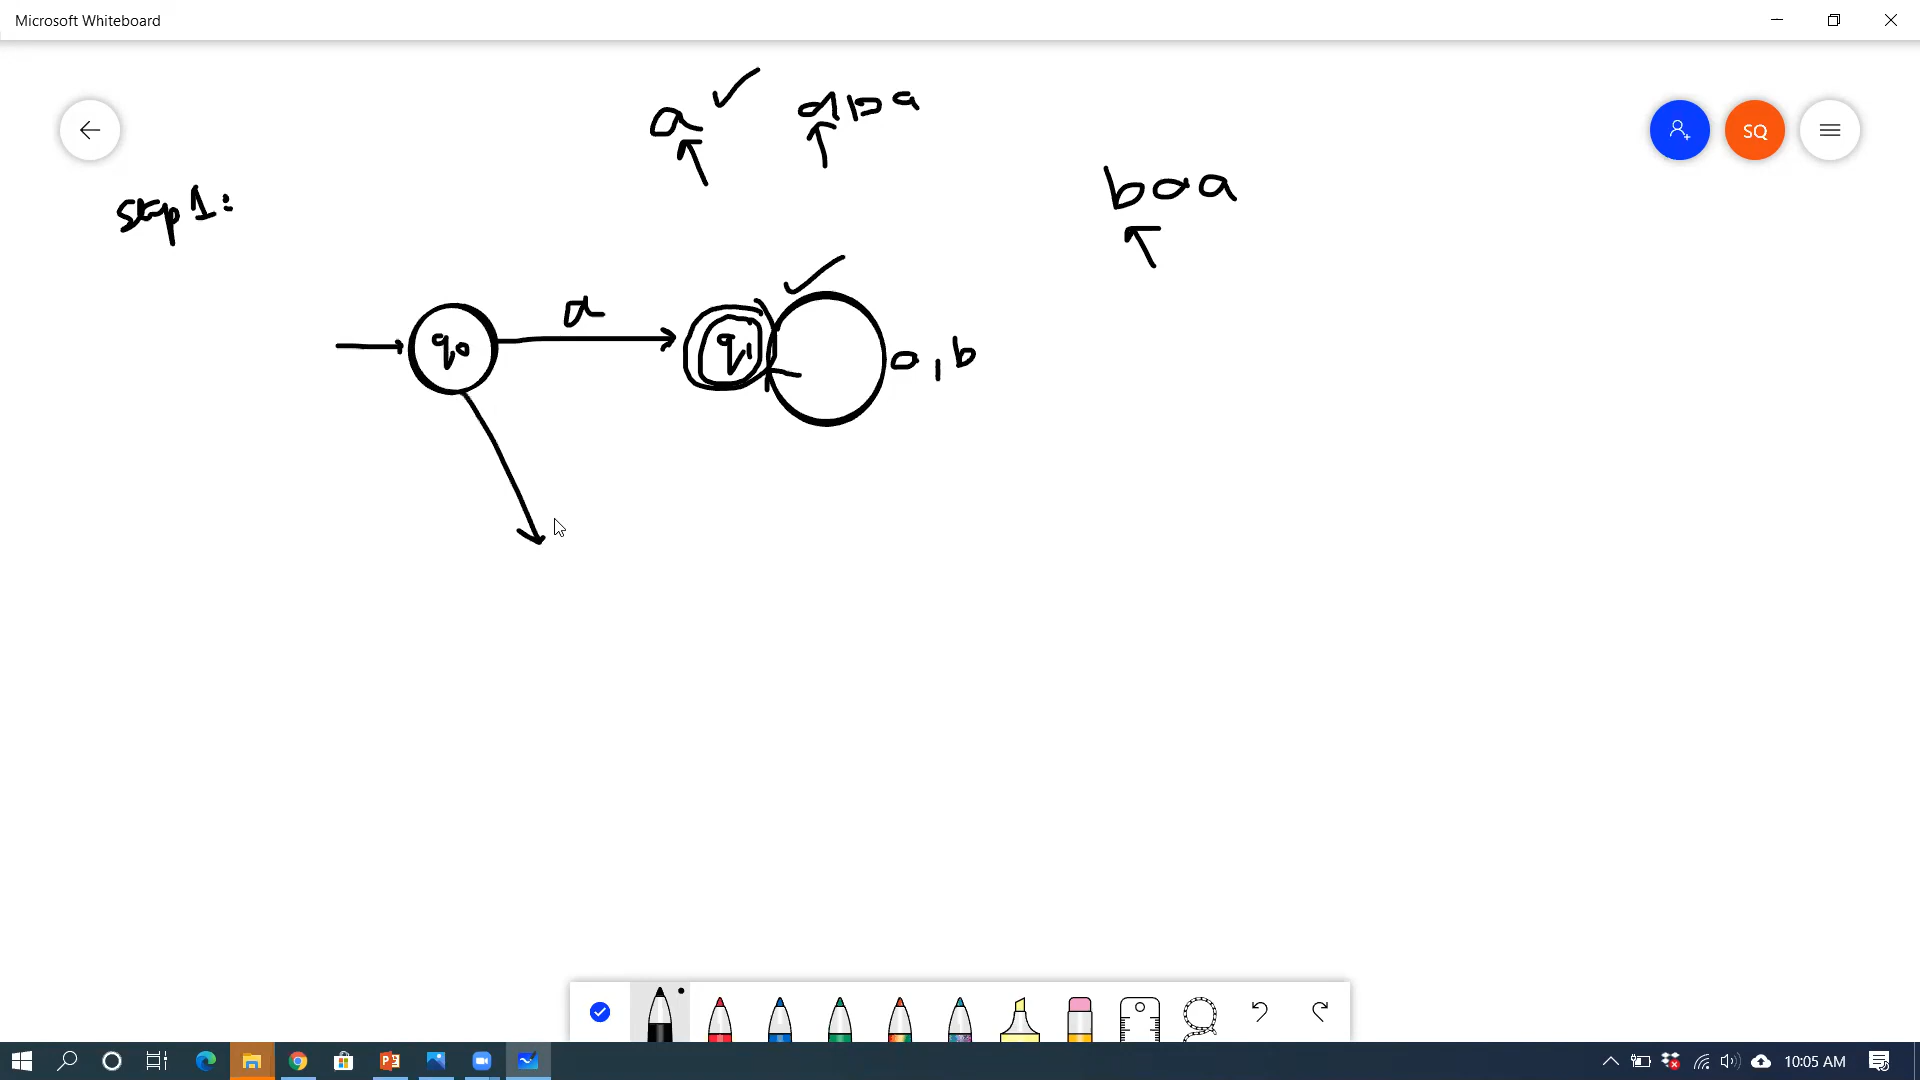 Microsoft Whiteboard
a aba
SQ
baa
step 1:
a
q0 q1 a, b
10:05 AM